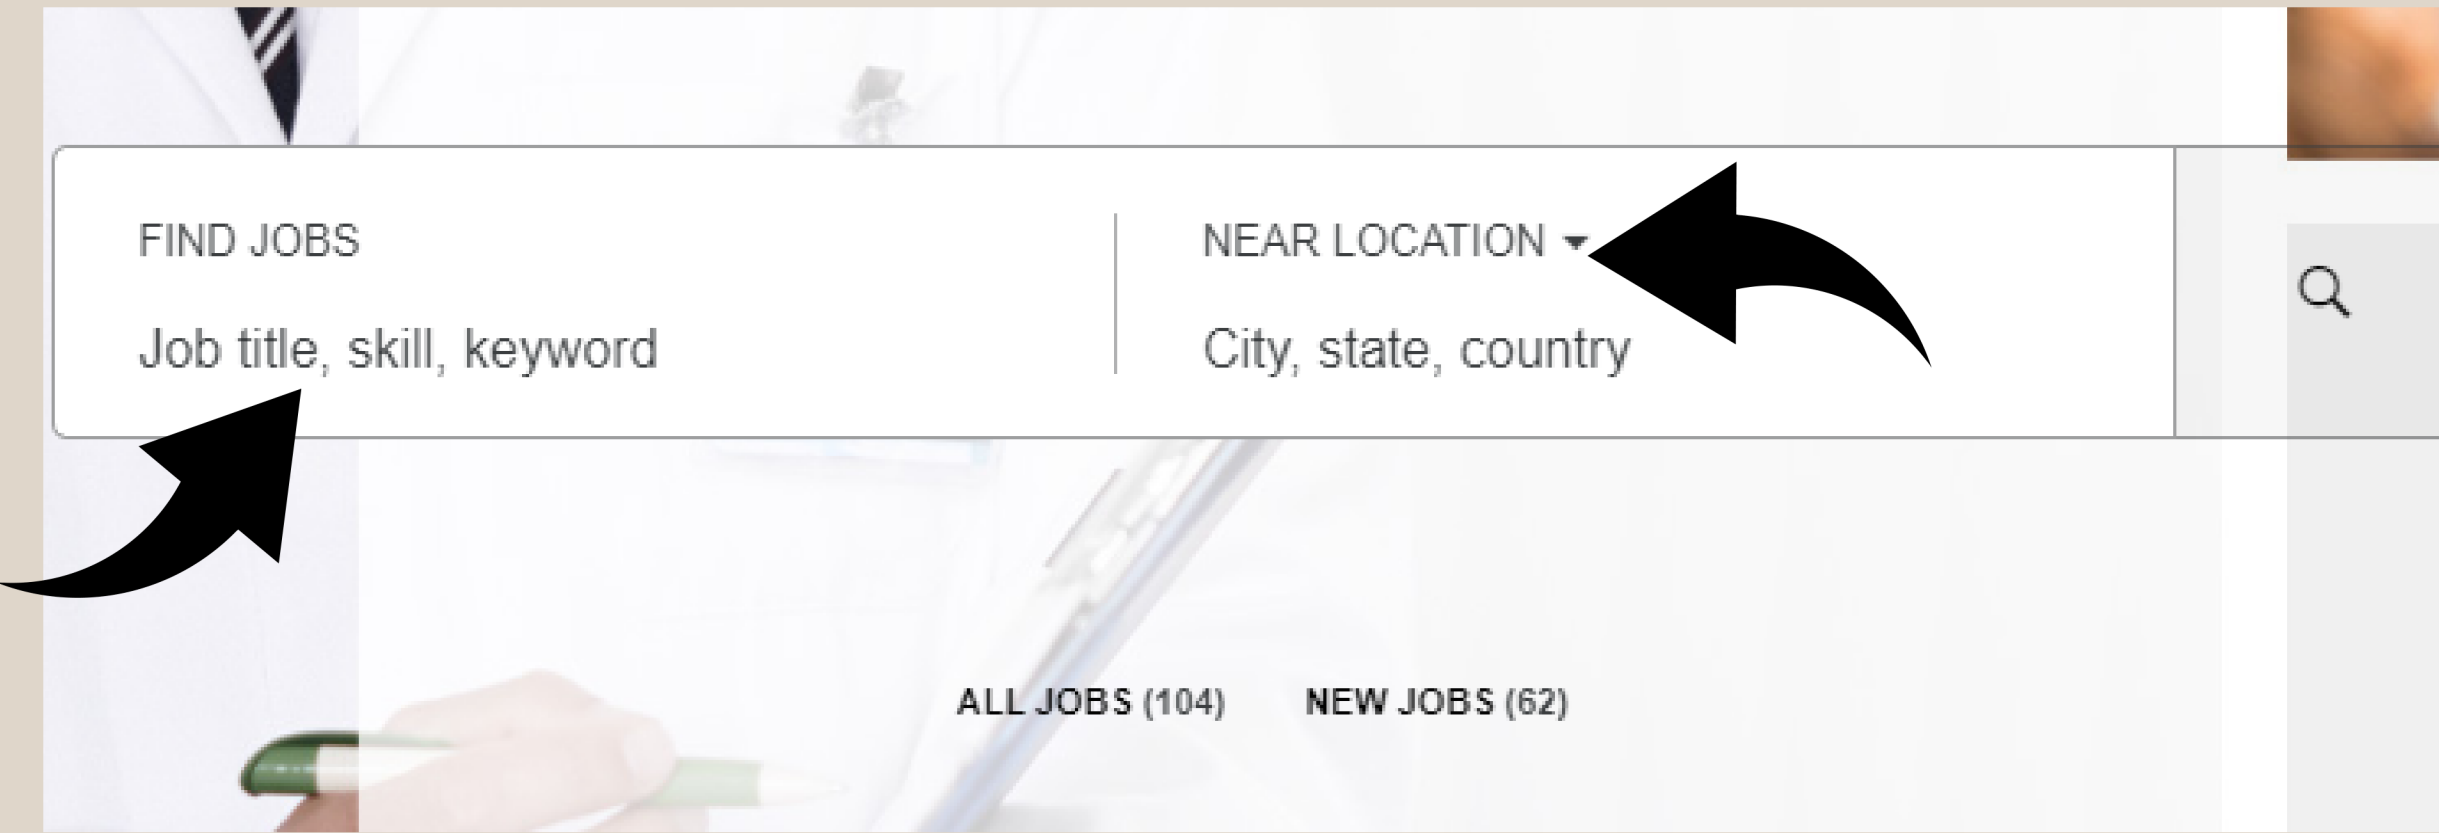 FIND JOBS
Job title, skill, keyword
NEAR LOCATION
City, state, country
ALL JOBS (104)
NEW JOBS (62)